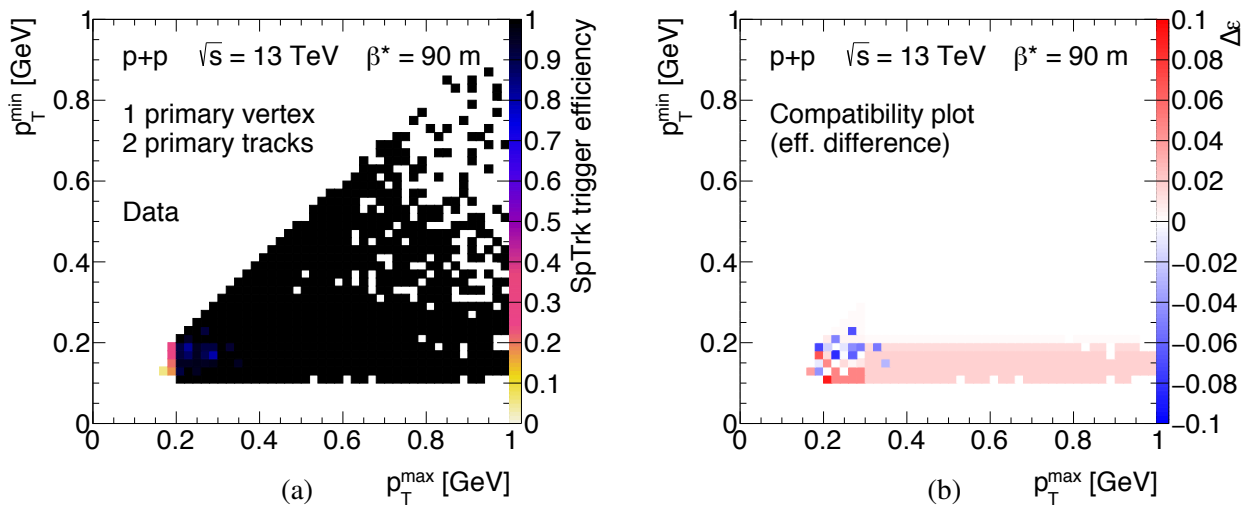 p_T^min [GeV]
1
0.8
0.6
0.4
0.2
0
p+p √s = 13 TeV β* = 90 m
1 primary vertex
2 primary tracks
Data
0 0.2 0.4 0.6 0.8 1
p_T^max [GeV]
(a)
1
0.9
0.8
0.7
0.6
0.5
0.4
0.3
0.2
0.1
0
SpTrk trigger efficiency
p_T^min [GeV]
1
0.8
0.6
0.4
0.2
0
p+p √s = 13 TeV β* = 90 m
Compatibility plot
(eff. difference)
0 0.2 0.4 0.6 0.8 1
p_T^max [GeV]
(b)
0.1
0.08
0.06
0.04
0.02
0
−0.02
−0.04
−0.06
−0.08
−0.1
Δε